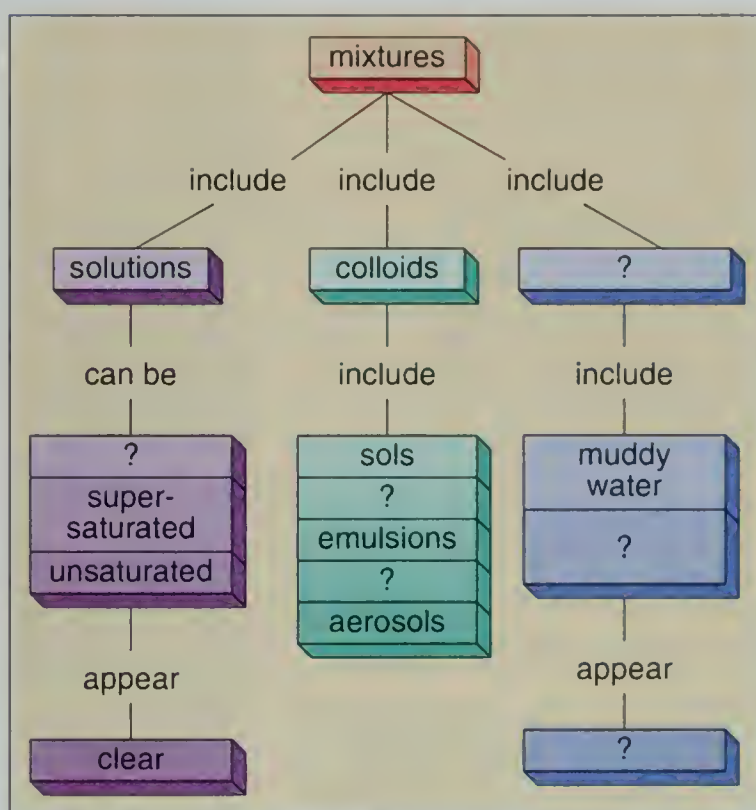 mixtures
include
include
include
solutions
colloids
?
can be
include
include
?
super-
saturated
unsaturated
sols
?
emulsions
?
aerosols
muddy
water
?
appear
appear
clear
?